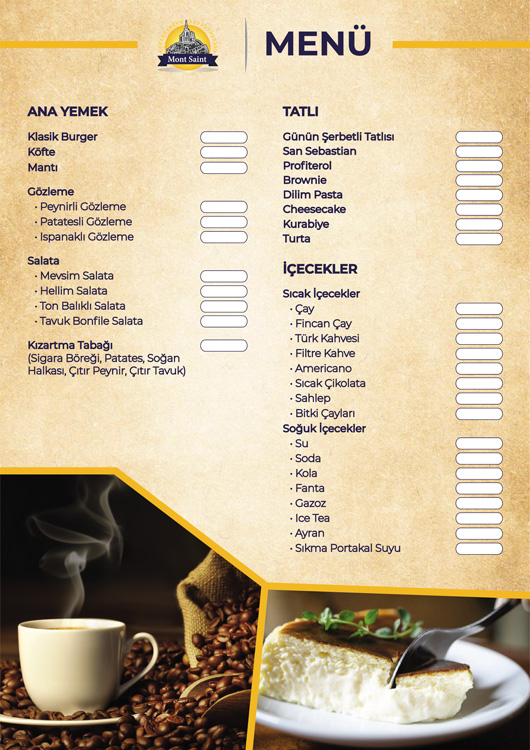 Mont Saint
MENÜ
ANA YEMEK
Klasik Burger
Köfte
Mantı
Gözleme
• Peynirli Gözleme
• Patatesli Gözleme
• Ispanaklı Gözleme
Salata
• Mevsim Salata
• Hellim Salata
• Ton Balıklı Salata
• Tavuk Bonfile Salata
Kızartma Tabağı
(Sigara Böreği, Patates, Soğan
Halkası, Çıtır Peynir, Çıtır Tavuk)
TATLI
Günün Şerbetli Tatlısı
San Sebastian
Profiterol
Brownie
Dilim Pasta
Cheesecake
Kurabiye
Turta
İÇECEKLER
Sıcak İçecekler
• Çay
• Fincan Çay
• Türk Kahvesi
• Filtre Kahve
• Americano
• Sıcak Çikolata
• Sahlep
• Bitki Çayları
Soğuk İçecekler
• Su
• Soda
• Kola
• Fanta
• Gazoz
• Ice Tea
• Ayran
• Sıkma Portakal Suyu